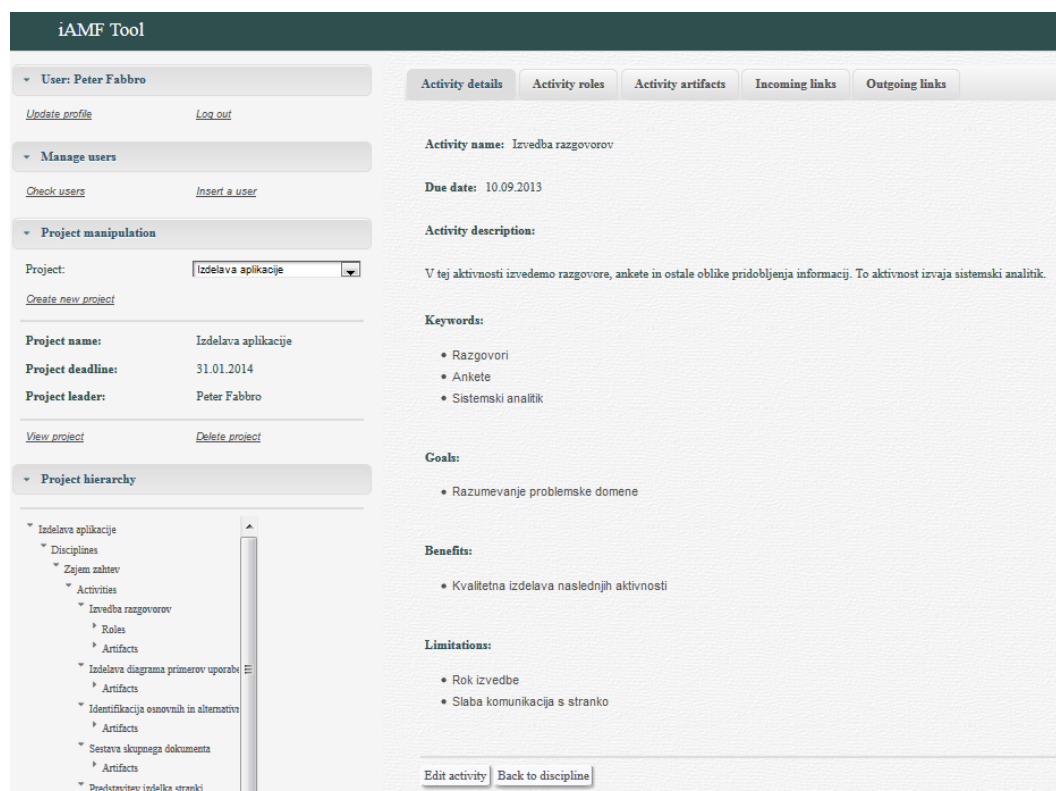 iAMF Tool
User: Peter Fabbro
Update profile Log out
Manage users
Check users Insert a user
Project manipulation
Project: Izdelava aplikacije
Create new project
Project name: Izdelava aplikacije
Project deadline: 31.01.2014
Project leader: Peter Fabbro
View project Delete project
Project hierarchy
Izdelava aplikacije
Disciplines
Zajem zahtev
Activities
Izvedba razgovorov
Roles
Artifacts
Izdelava diagrama primerov uporabe
Artifacts
Identifikacija osnovnih in alternativn
Artifacts
Sestava skupnega dokumenta
Artifacts
Predstavitev izdelka stranki
Activity details Activity roles Activity artifacts Incoming links Outgoing links
Activity name: Izvedba razgovorov
Due date: 10.09.2013
Activity description:
V tej aktivnosti izvedemo razgovore, ankete in ostale oblike pridobljenja informacij. To aktivnost izvaja sistemski analitik.
Keywords:
Razgovori
Ankete
Sistemski analitik
Goals:
Razumevanje problemske domene
Benefits:
Kvalitetna izdelava naslednjih aktivnosti
Limitations:
Rok izvedbe
Slaba komunikacija s stranko
Edit activity Back to discipline